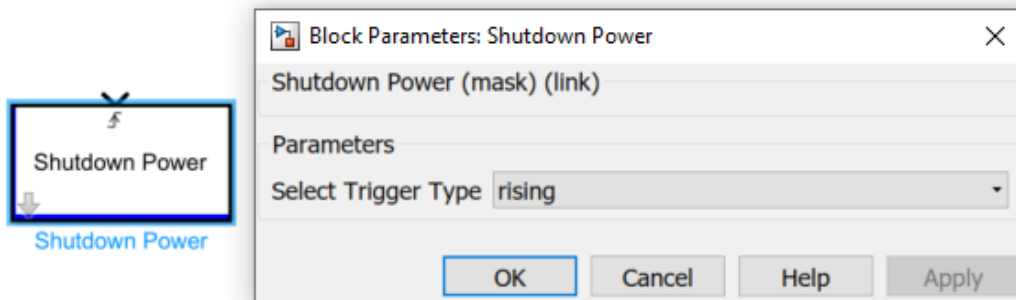 Block Parameters: Shutdown Power
Shutdown Power (mask) (link)
Parameters
Select Trigger Type rising
OK Cancel Help Apply
Shutdown Power
Shutdown Power